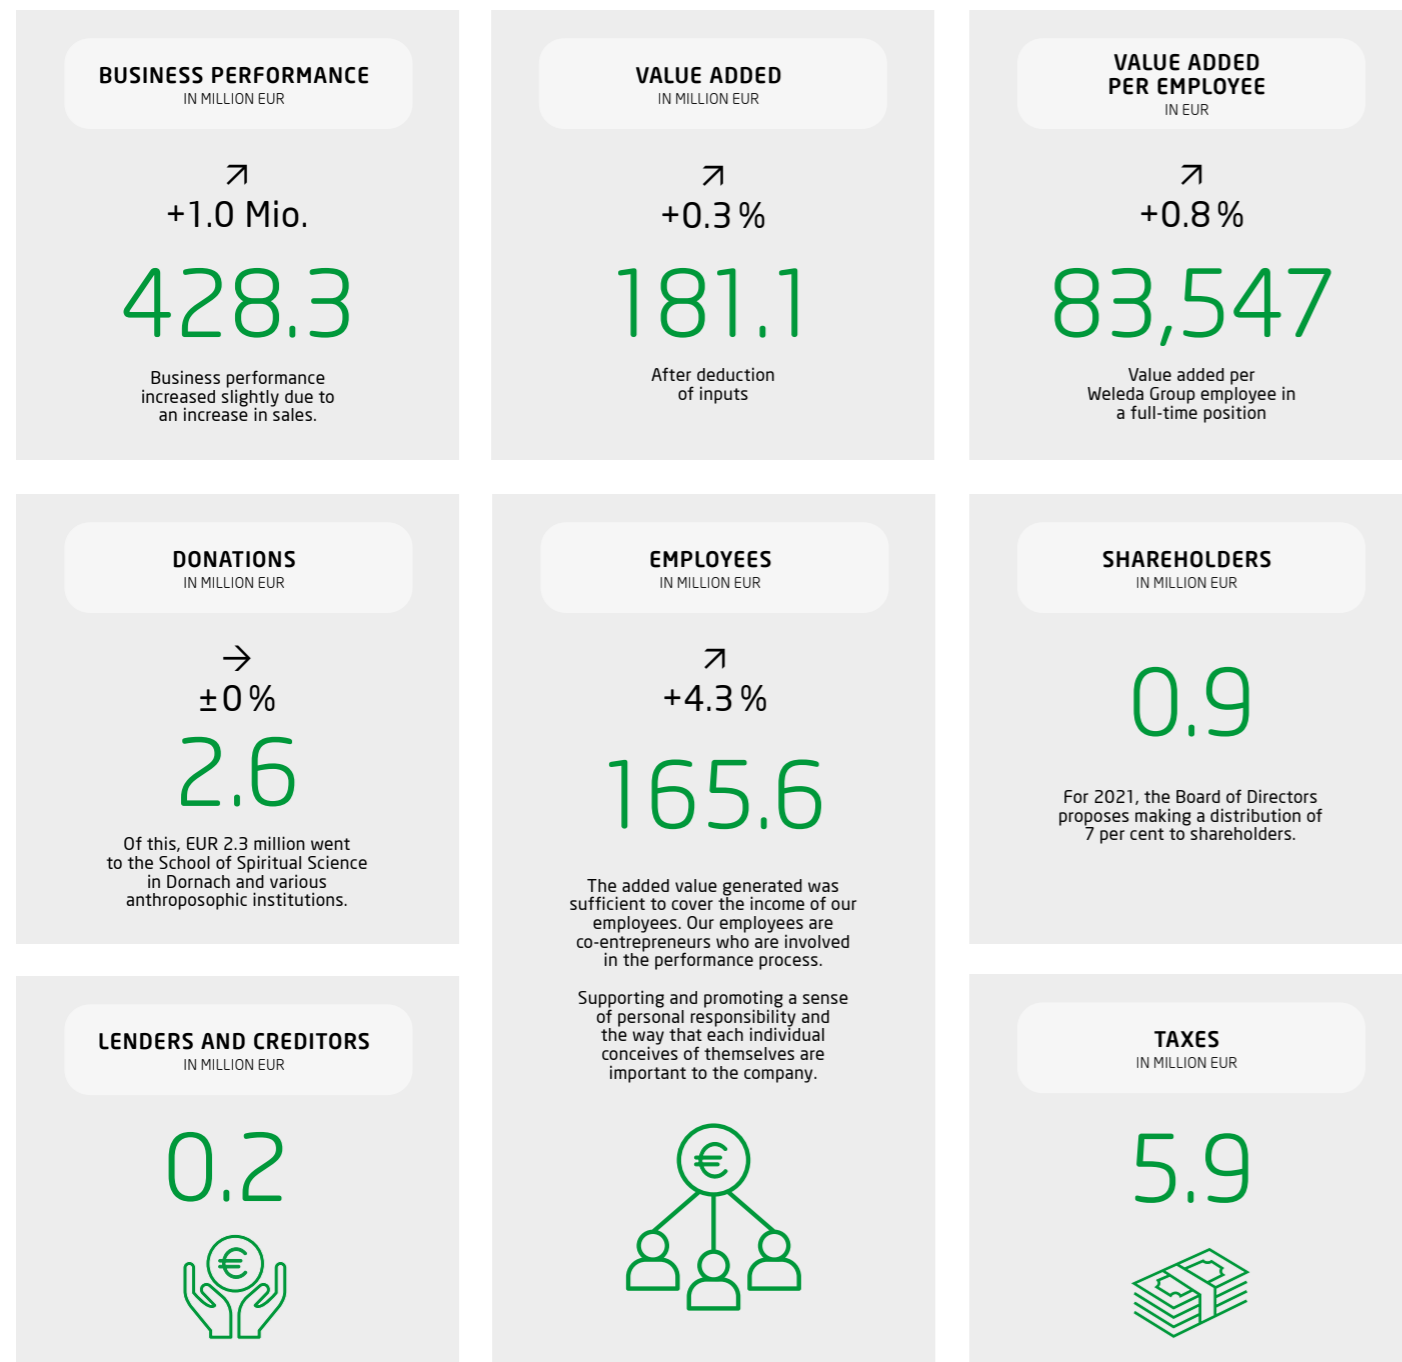 BUSINESS PERFORMANCE
IN MILLION EUR
+1.0 Mio.
428.3
Business performance
increased slightly due to
an increase in sales.
VALUE ADDED
IN MILLION EUR
+0.3 %
181.1
After deduction
of inputs
VALUE ADDED
PER EMPLOYEE
IN EUR
+0.8 %
83,547
Value added per
Weleda Group employee in
a full-time position
DONATIONS
IN MILLION EUR
±0 %
2.6
Of this, EUR 2.3 million went
to the School of Spiritual Science
in Dornach and various
anthroposophic institutions.
EMPLOYEES
IN MILLION EUR
+4.3 %
165.6
The added value generated was
sufficient to cover the income of our
employees. Our employees are
co-entrepreneurs who are involved
in the performance process.
Supporting and promoting a sense
of personal responsibility and
the way that each individual
conceives of themselves are
important to the company.
€
SHAREHOLDERS
IN MILLION EUR
0.9
For 2021, the Board of Directors
proposes making a distribution of
7 per cent to shareholders.
LENDERS AND CREDITORS
IN MILLION EUR
0.2
€
TAXES
IN MILLION EUR
5.9